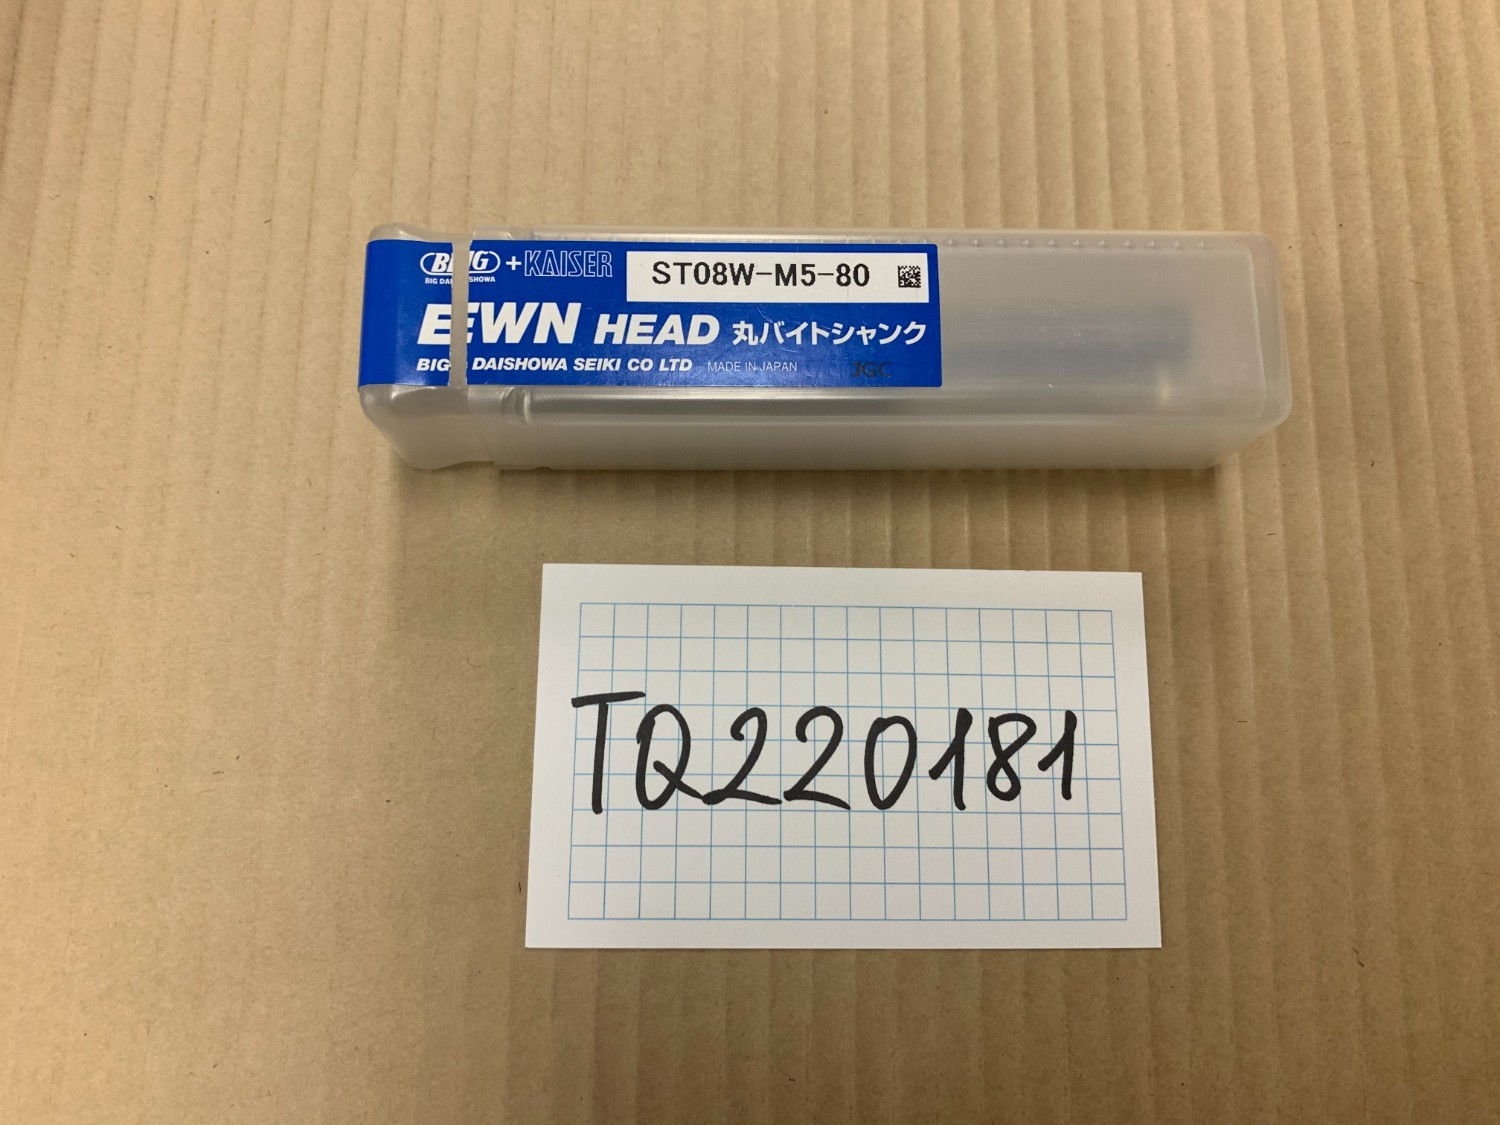 BIG +KAISER
BIG DAISHOWA
ST08W-M5-80
EWN HEAD 丸バイトシャンク
BIG DAISHOWA SEIKI CO LTD MADE IN JAPAN JGC
TQ220181